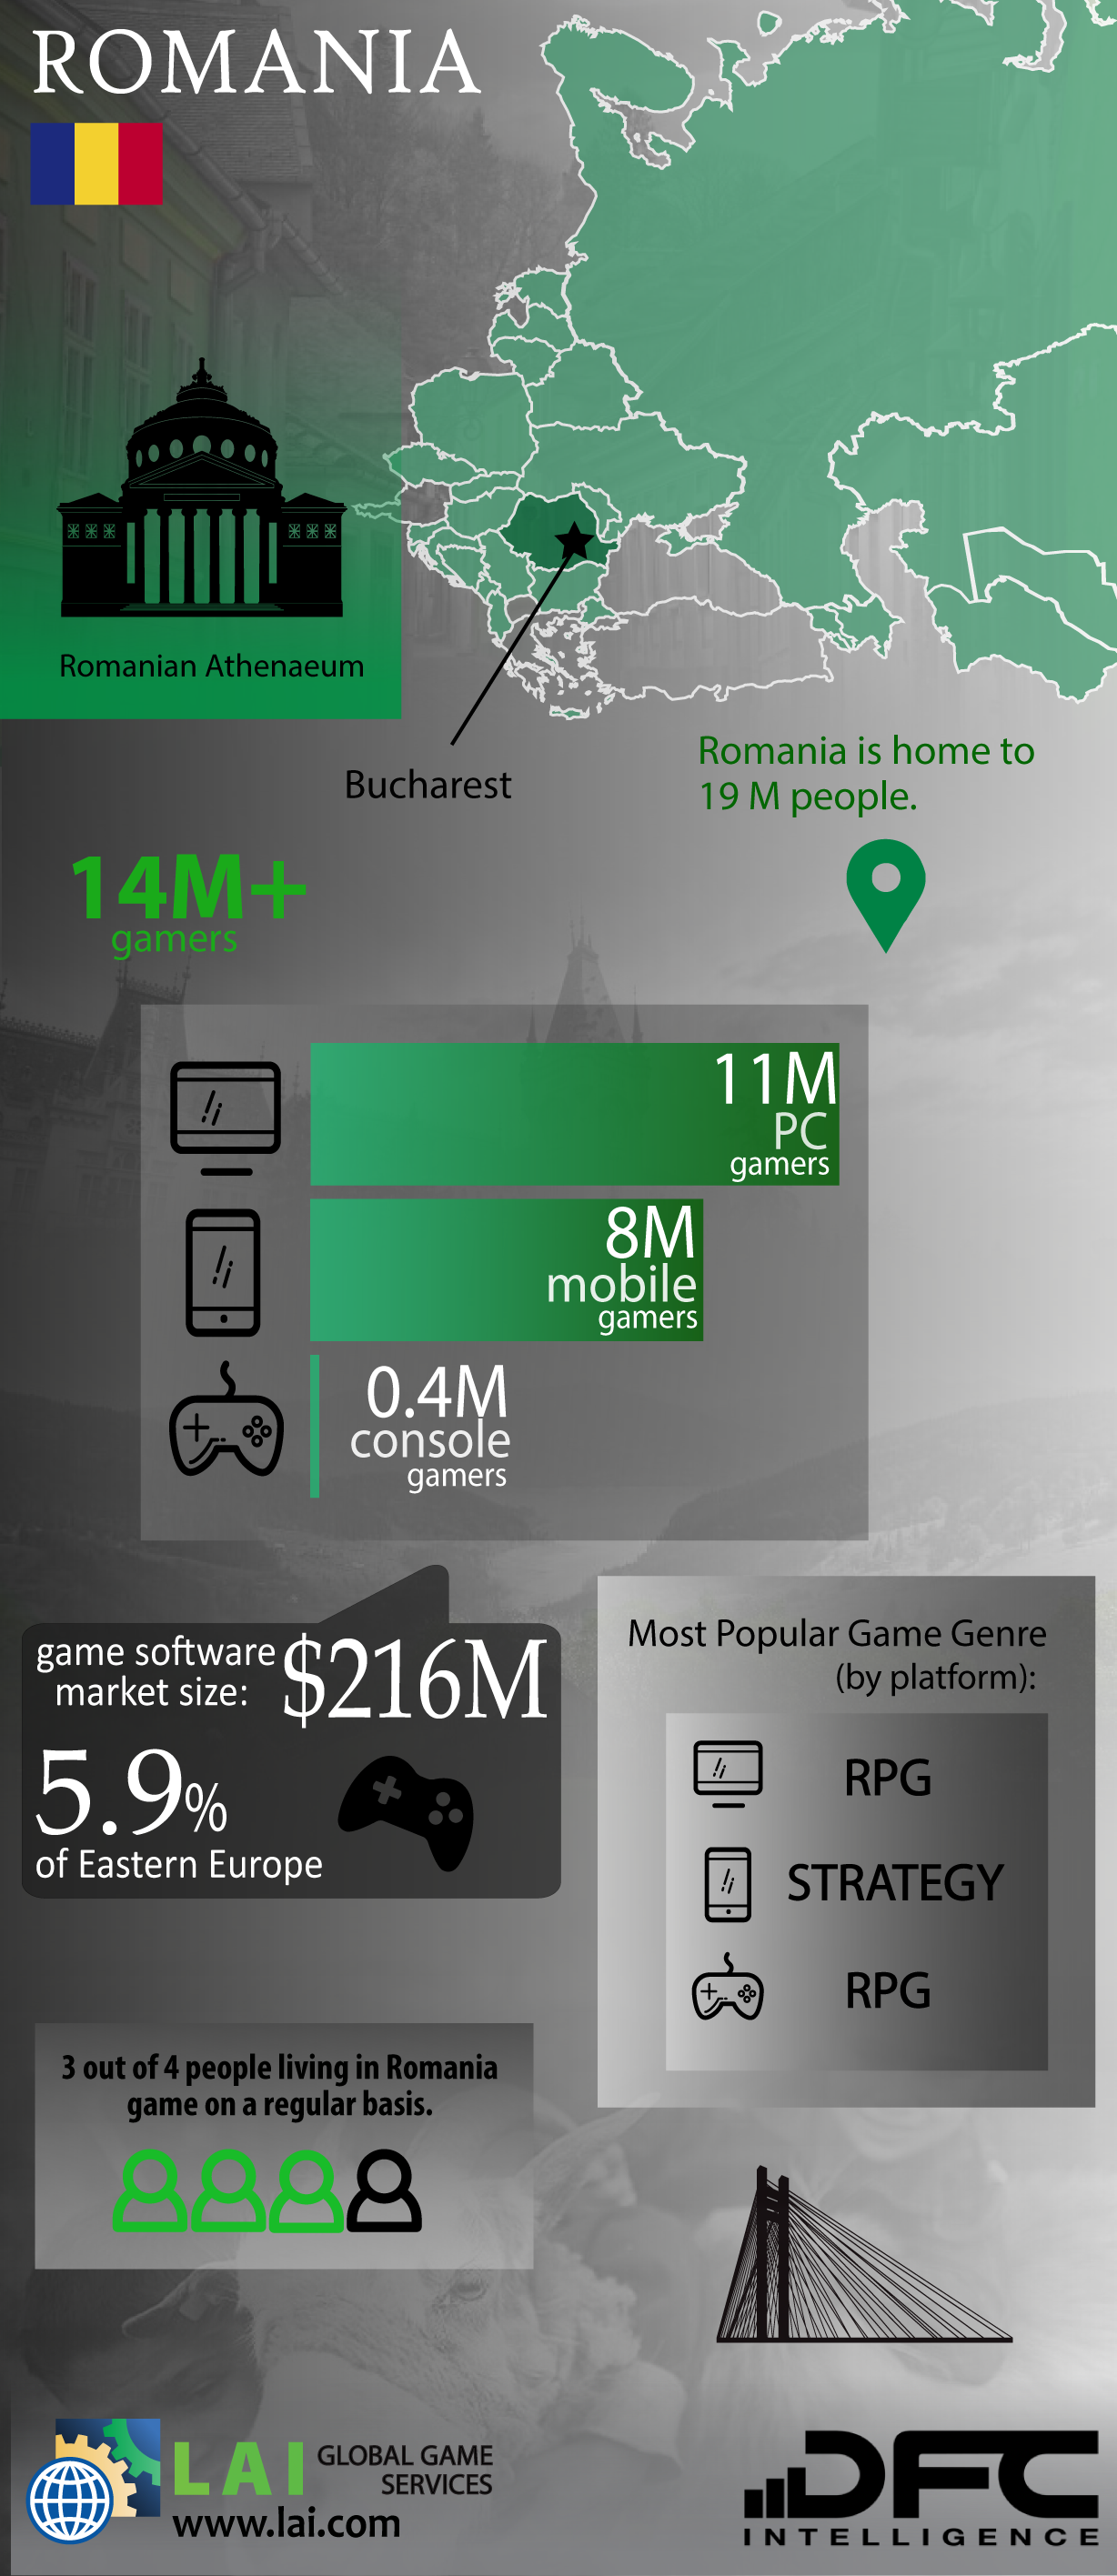 ROMANIA
Romanian Athenaeum
Bucharest
Romania is home to
19 M people.
14M+
gamers
11M
PC
gamers
8M
mobile
gamers
0.4M
console
gamers
game software
market size:
$216M
5.9%
of Eastern Europe
Most Popular Game Genre
(by platform):
RPG
STRATEGY
RPG
3 out of 4 people living in Romania
game on a regular basis.
LAI GLOBAL GAME
SERVICES
www.lai.com
DFC
INTELLIGENCE